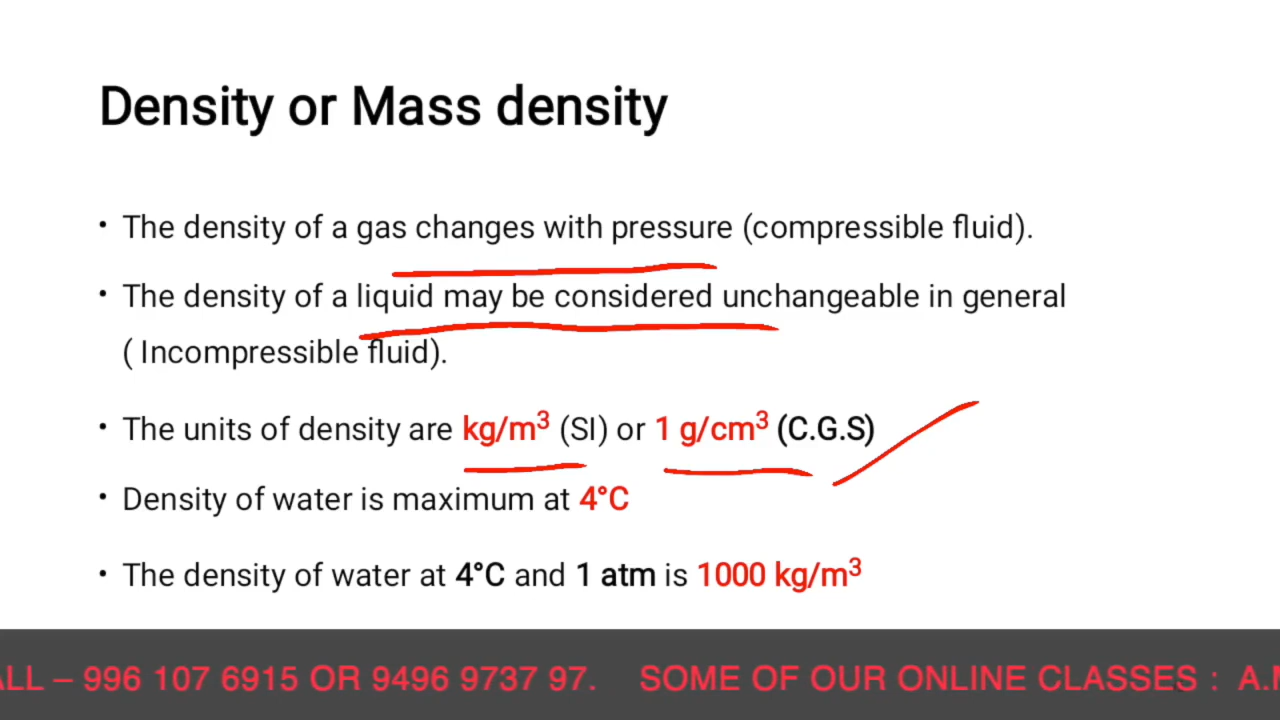 Density or Mass density
• The density of a gas changes with pressure (compressible fluid).
• The density of a liquid may be considered unchangeable in general
( Incompressible fluid).
• The units of density are kg/m³ (SI) or 1 g/cm³ (C.G.S)
• Density of water is maximum at 4°C
• The density of water at 4°C and 1 atm is 1000 kg/m³
ALL – 996 107 6915 OR 9496 9737 97. SOME OF OUR ONLINE CLASSES : A.